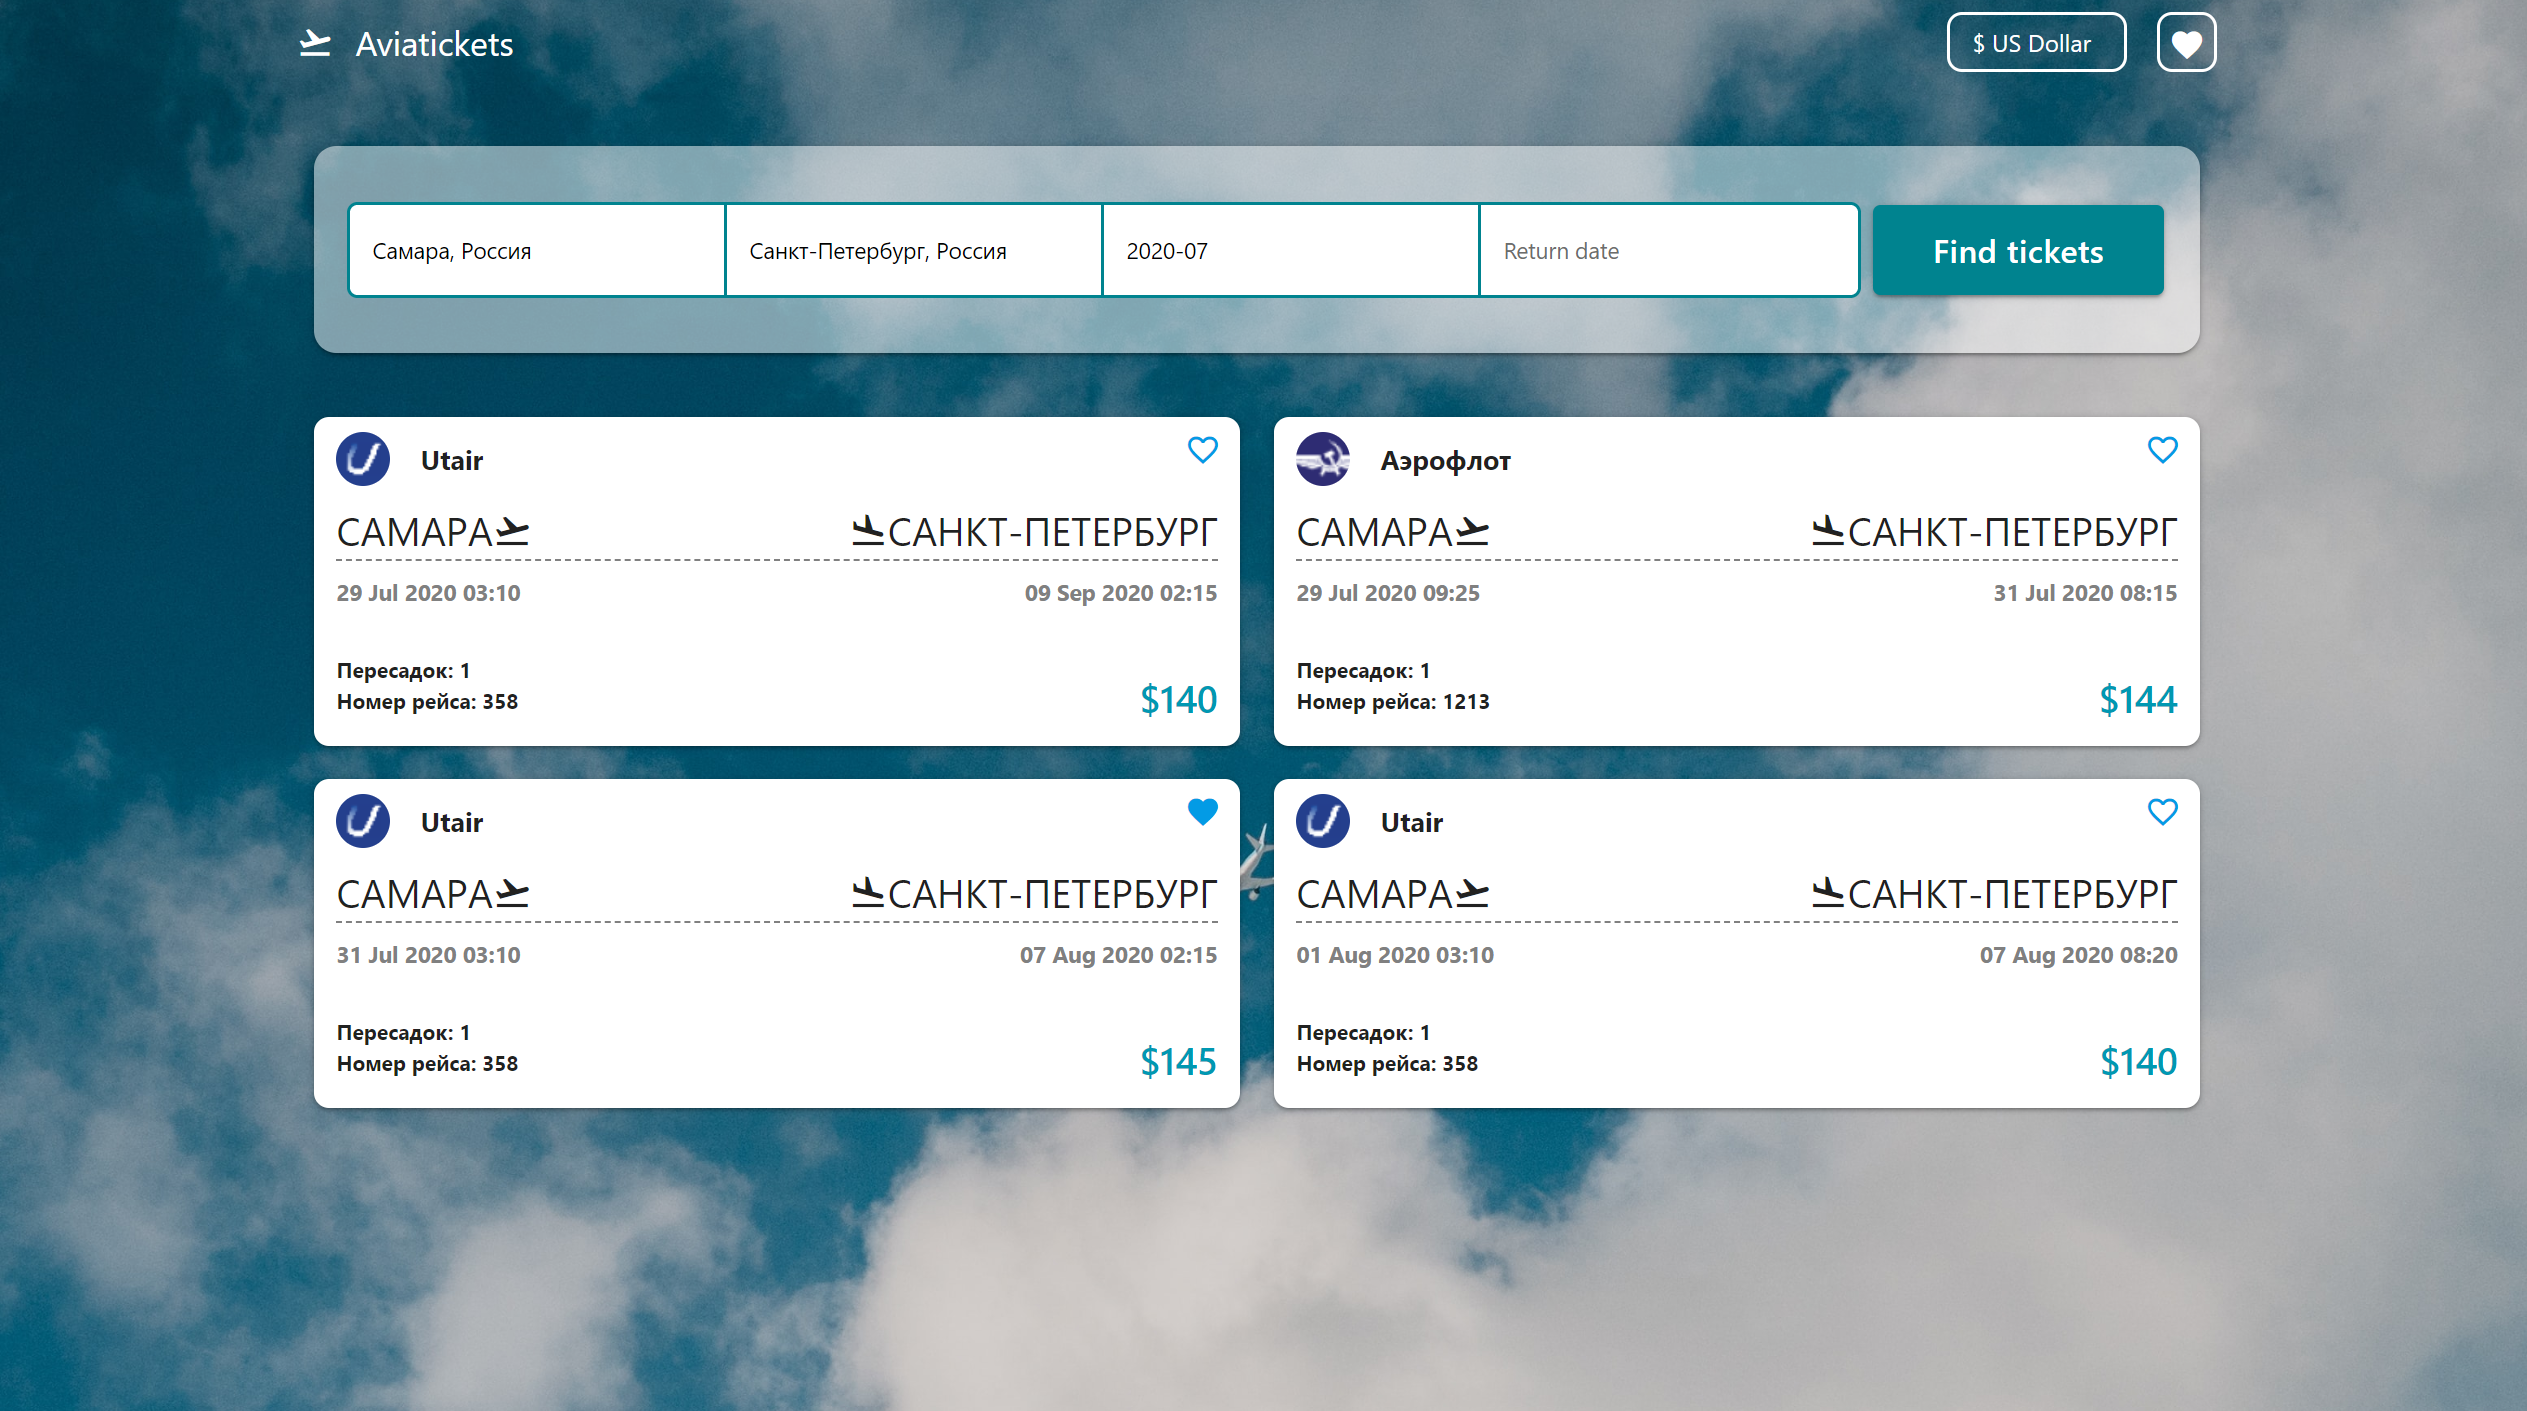 Aviatickets
$ US Dollar
Самара, Россия
Санкт-Петербург, Россия
2020-07
Return date
Find tickets
Utair
САМАРА
САНКТ-ПЕТЕРБУРГ
29 Jul 2020 03:10
09 Sep 2020 02:15
Пересадок: 1
Номер рейса: 358
$140
Аэрофлот
САМАРА
САНКТ-ПЕТЕРБУРГ
29 Jul 2020 09:25
31 Jul 2020 08:15
Пересадок: 1
Номер рейса: 1213
$144
Utair
САМАРА
САНКТ-ПЕТЕРБУРГ
31 Jul 2020 03:10
07 Aug 2020 02:15
Пересадок: 1
Номер рейса: 358
$145
Utair
САМАРА
САНКТ-ПЕТЕРБУРГ
01 Aug 2020 03:10
07 Aug 2020 08:20
Пересадок: 1
Номер рейса: 358
$140